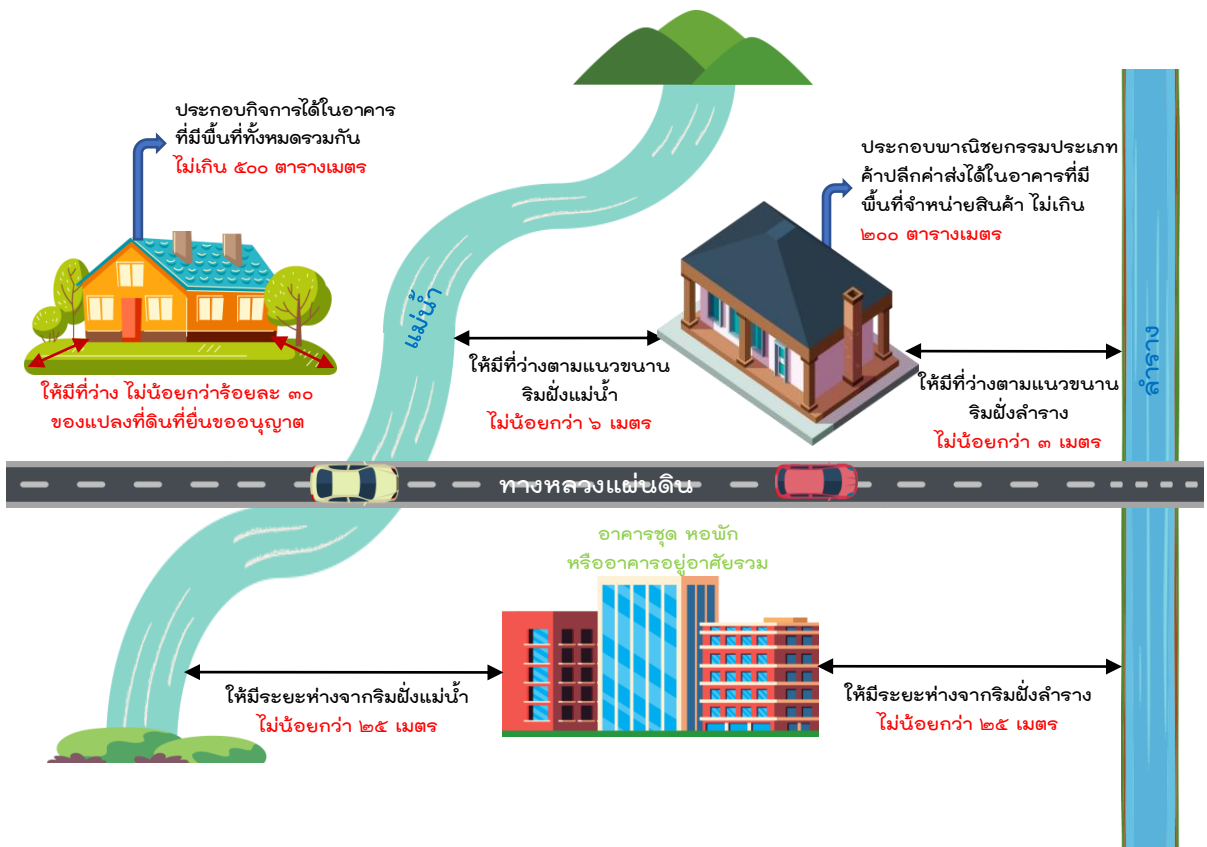 ประกอบกิจการได้ในอาคาร
ที่มีพื้นที่ทั้งหมดรวมกัน
ไม่เกิน ๕๐๐ ตารางเมตร
ประกอบพาณิชยกรรมประเภท
ค้าปลีกค่าส่งได้ในอาคารที่มี
พื้นที่จำหน่ายสินค้า ไม่เกิน
๒๐๐ ตารางเมตร
แม่น้ำ
ลำราง
ให้มีที่ว่าง ไม่น้อยกว่าร้อยละ ๓๐
ของแปลงที่ดินที่ยื่นขออนุญาต
ให้มีที่ว่างตามแนวขนาน
ริมฝั่งแม่น้ำ
ไม่น้อยกว่า ๖ เมตร
ให้มีที่ว่างตามแนวขนาน
ริมฝั่งลำราง
ไม่น้อยกว่า ๓ เมตร
ทางหลวงแผ่นดิน
อาคารชุด หอพัก
หรืออาคารอยู่อาศัยรวม
ให้มีระยะห่างจากริมฝั่งแม่น้ำ
ไม่น้อยกว่า ๒๕ เมตร
ให้มีระยะห่างจากริมฝั่งลำราง
ไม่น้อยกว่า ๒๕ เมตร